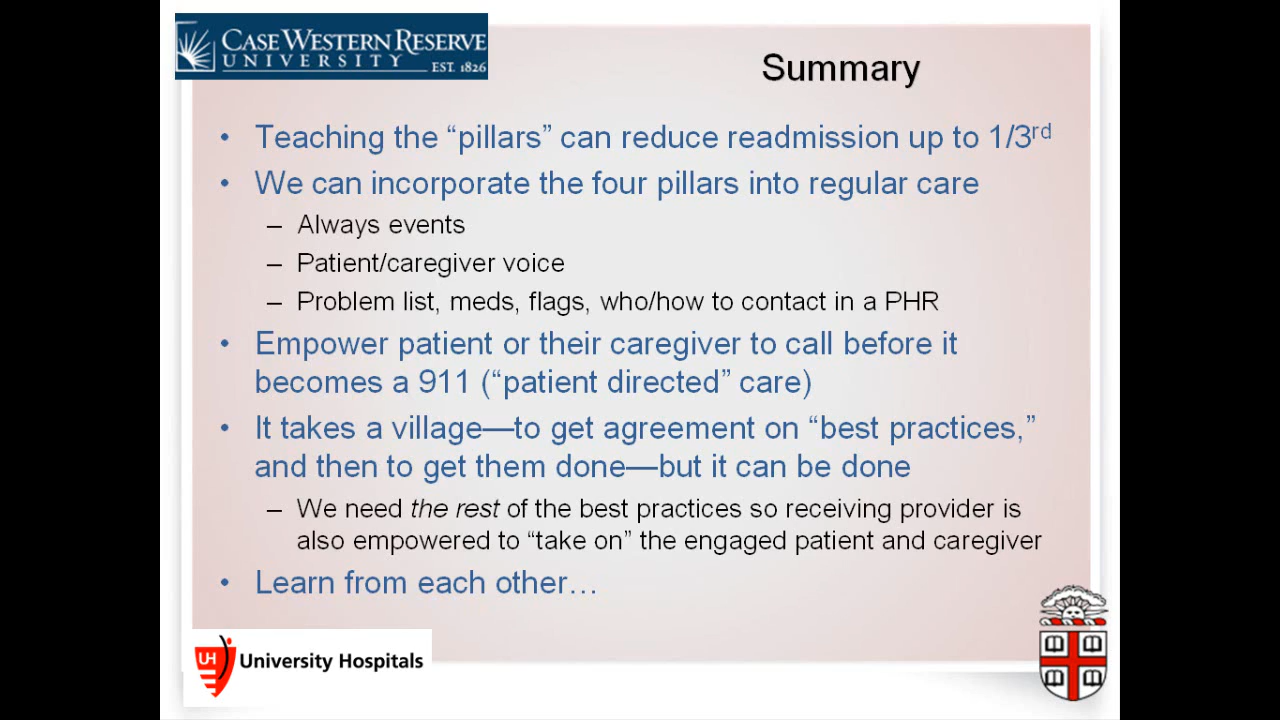 CASE WESTERN RESERVE
UNIVERSITY
EST. 1826
Summary
• Teaching the “pillars” can reduce readmission up to 1/3rd
• We can incorporate the four pillars into regular care
– Always events
– Patient/caregiver voice
– Problem list, meds, flags, who/how to contact in a PHR
• Empower patient or their caregiver to call before it
becomes a 911 (“patient directed” care)
• It takes a village—to get agreement on “best practices,”
and then to get them done—but it can be done
– We need the rest of the best practices so receiving provider is
also empowered to “take on” the engaged patient and caregiver
• Learn from each other…
UH University Hospitals